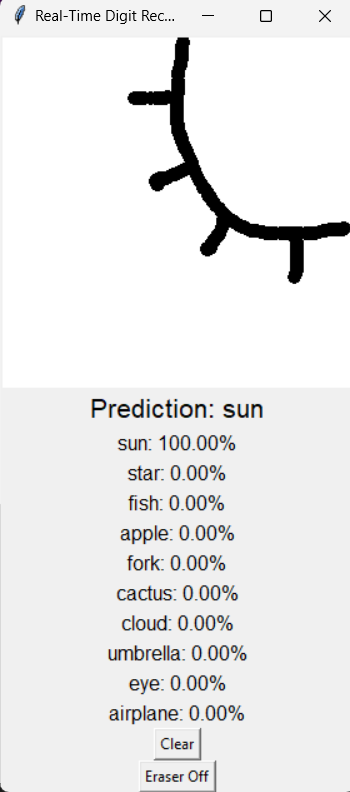 Real-Time Digit Rec...
Prediction: sun
sun: 100.00%
star: 0.00%
fish: 0.00%
apple: 0.00%
fork: 0.00%
cactus: 0.00%
cloud: 0.00%
umbrella: 0.00%
eye: 0.00%
airplane: 0.00%
Clear
Eraser Off